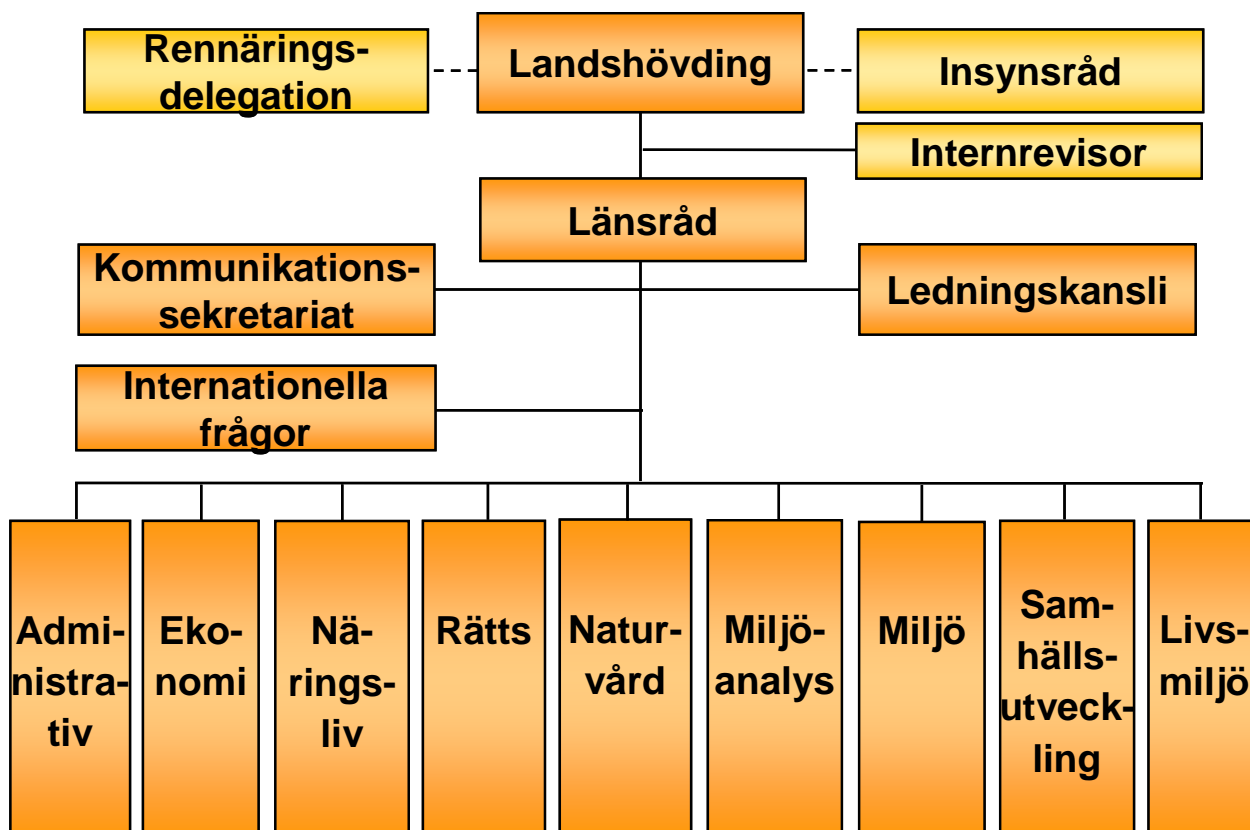 Rennärings-
delegation
Landshövding
Insynsråd
Internrevisor
Länsråd
Kommunikations-
sekretariat
Ledningskansli
Internationella
frågor
Admi-
nistra-
tiv
Eko-
nomi
Nä-
rings-
liv
Rätts
Natur-
vård
Miljö-
analys
Miljö
Sam-
hälls-
utveck-
ling
Livs-
miljö